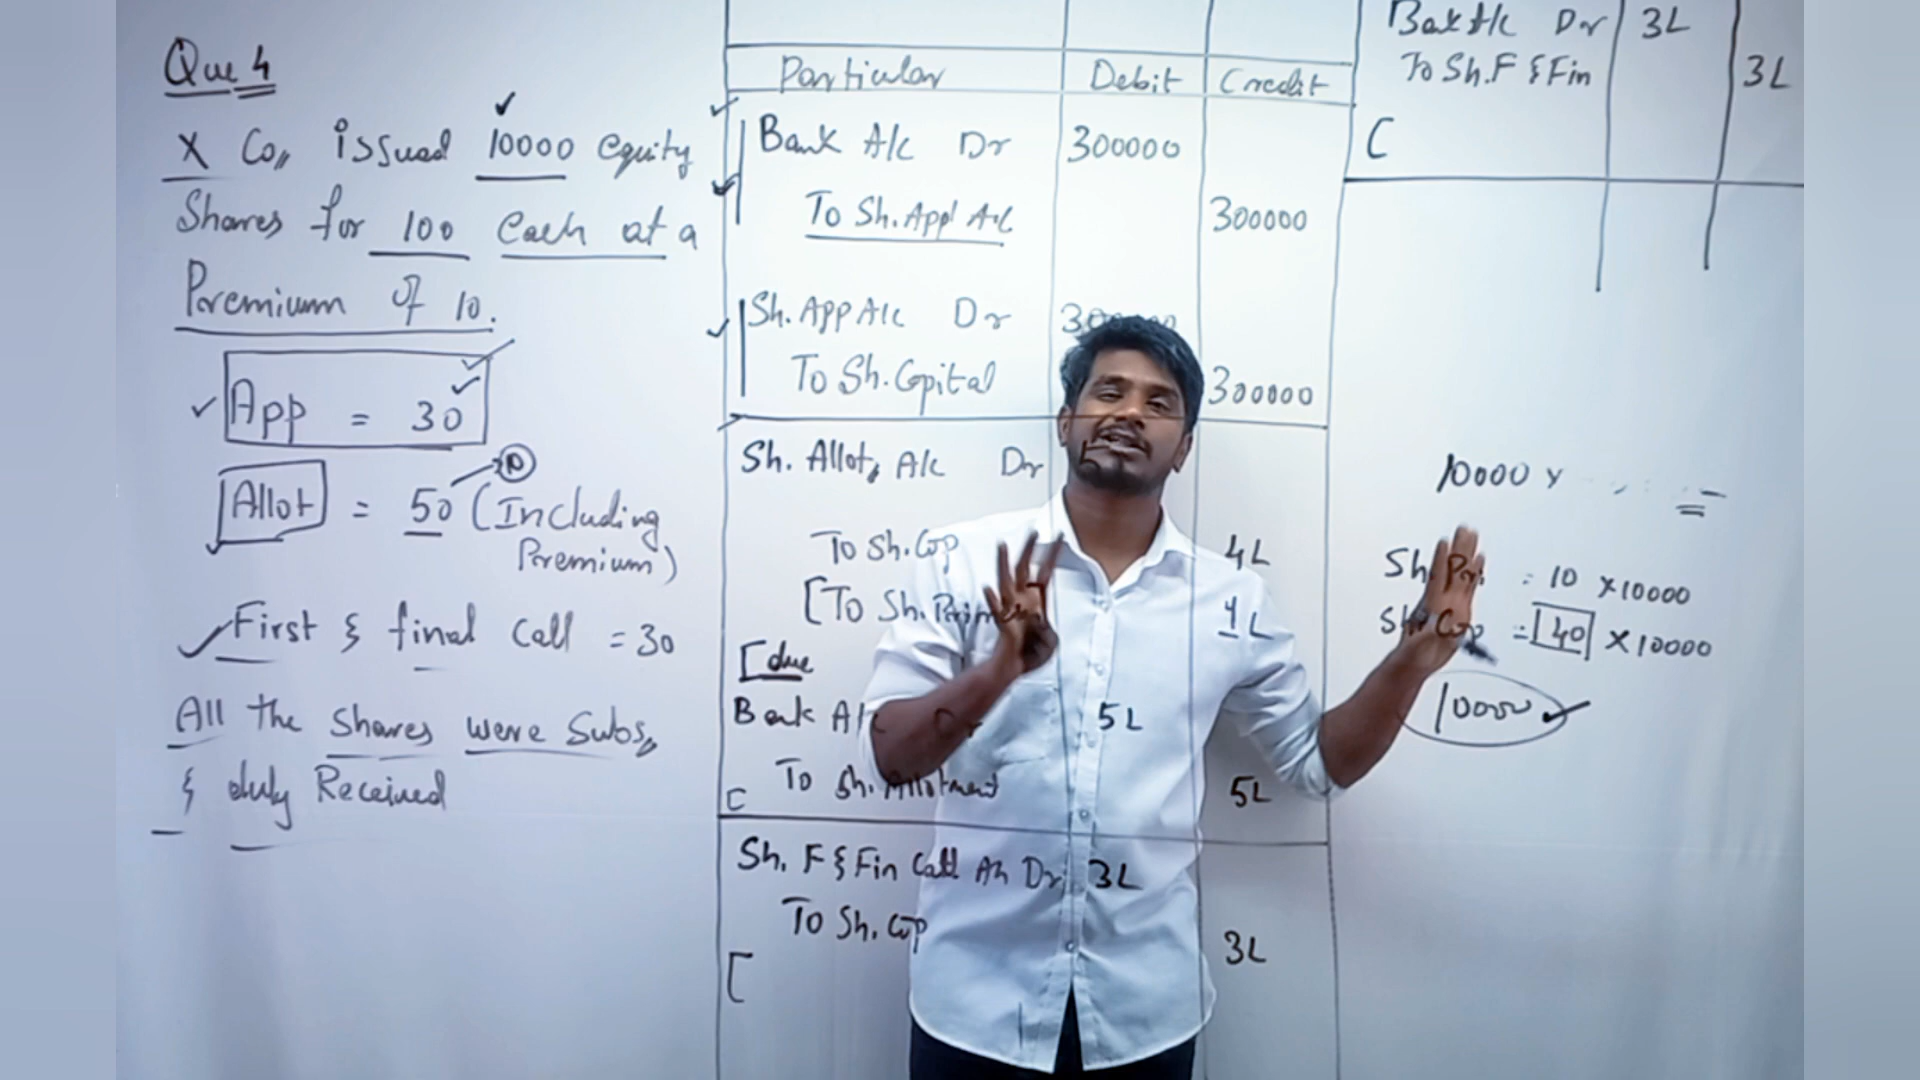 Que 4
X Co,, issued 10000 equity
Shares for 100 each at a
Premium of 10.
App = 30
Allot = 50 (Including
Premium)
10
First & final call = 30
All the shares were Subs,,
& duly Received
Particular Debit Credit
Bank A/c Dr 300000
To Sh. Appl A/c 300000
Sh. App A/c Dr
To Sh. Capital 300000
Sh. Allot,, A/c Dr
To Sh. Cap 4L
[To Sh. 1L
[due
Bank A/c Dr 5L
To Sh. Allotment 5L
[
Sh. F & Fin Call A/c Dr 3L
To Sh. Cap 3L
[
Bank A/c Dr 3L
To Sh. F & Fin 3L
[
10000 x =
Sh. Pri = 10 x10000
Sh. Cap = 40 x 10000
10000